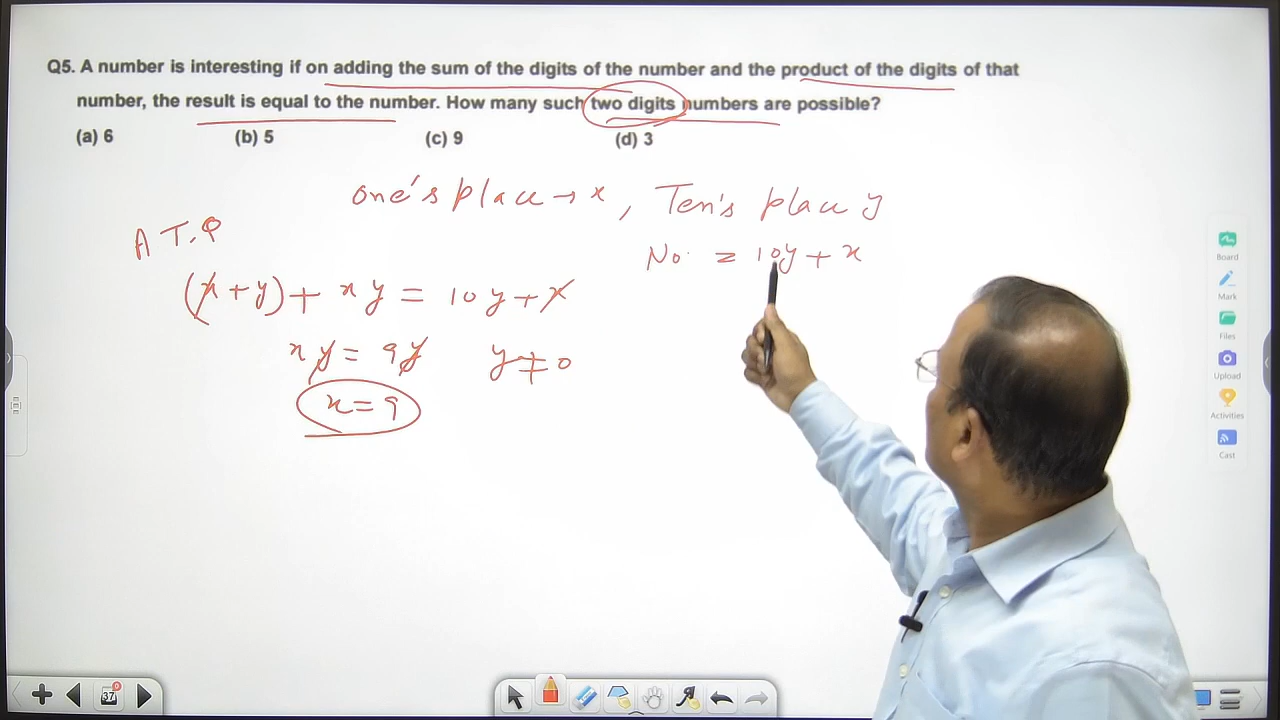 Q5. A number is interesting if on adding the sum of the digits of the number and the product of the digits of that
number, the result is equal to the number. How many such two digits numbers are possible?
(a) 6 (b) 5 (c) 9 (d) 3
one's place → x, Ten's place y
A T.Q
No. = 10y + x
(x+y) + xy = 10y + x
xy = 9y y ≠ 0
x = 9
Board
Mark
Files
Upload
Activities
Cast
37
0